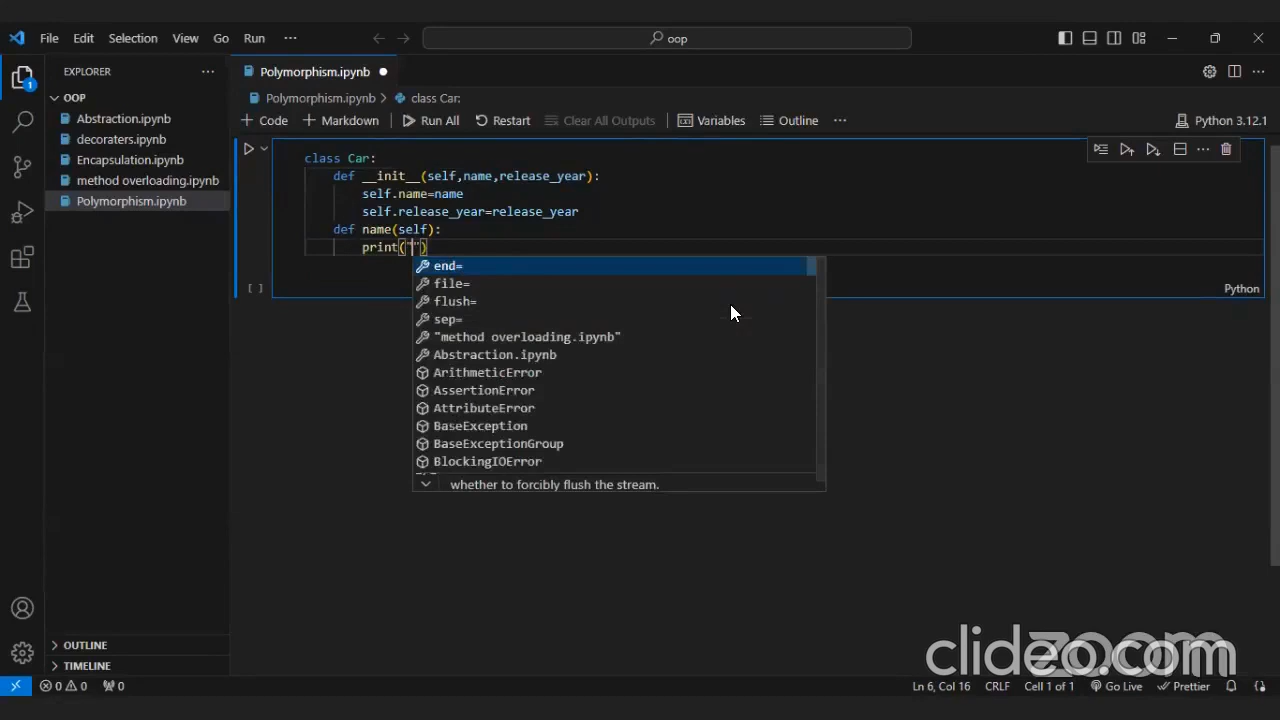 File Edit Selection View Go Run ··· oop
EXPLORER ···
OOP
Abstraction.ipynb
decoraters.ipynb
Encapsulation.ipynb
method overloading.ipynb
Polymorphism.ipynb
OUTLINE
TIMELINE
1
Polymorphism.ipynb
Polymorphism.ipynb > class Car:
+ Code + Markdown Run All Restart Clear All Outputs Variables Outline ··· Python 3.12.1
class Car:
def __init__(self,name,release_year):
self.name=name
self.release_year=release_year
def name(self):
print("")
[ ]
Python
end=
file=
flush=
sep=
"method overloading.ipynb"
Abstraction.ipynb
ArithmeticError
AssertionError
AttributeError
BaseException
BaseExceptionGroup
BlockingIOError
whether to forcibly flush the stream.
clideo.com
0 0 0 Ln 6, Col 16 CRLF Cell 1 of 1 Go Live Prettier